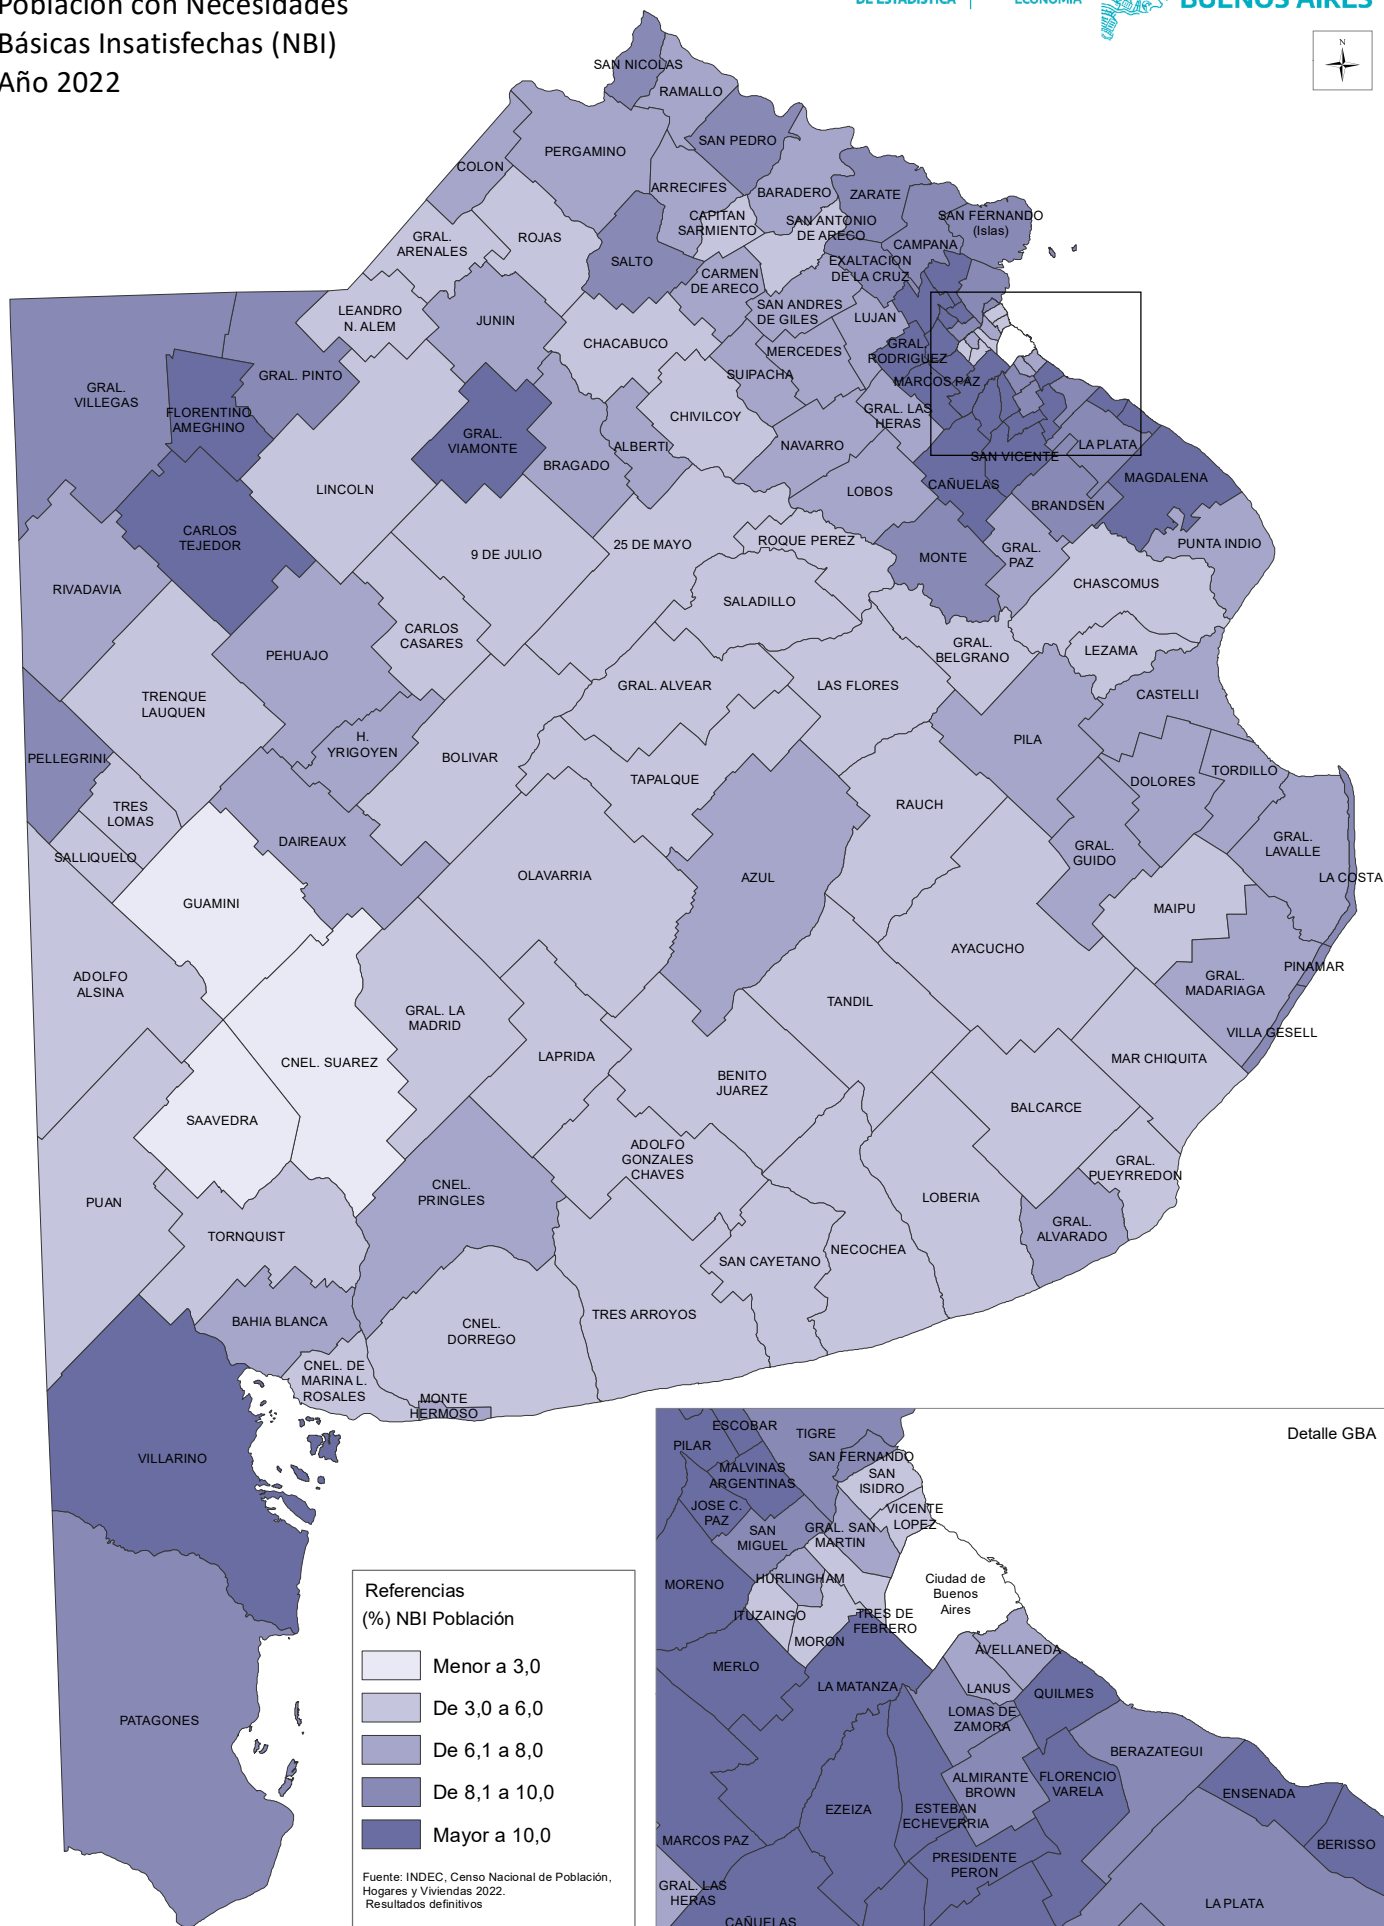 Población con Necesidades
Básicas Insatisfechas (NBI)
Año 2022
DE ESTADÍSTICA
ECONOMÍA
BUENOS AIRES
N
SAN NICOLAS
RAMALLO
SAN PEDRO
PERGAMINO
COLON
ARRECIFES
BARADERO
ZARATE
CAPITAN
SARMIENTO
SAN ANTONIO
DE ARECO
SAN FERNANDO
(Islas)
CAMPANA
GRAL.
ARENALES
ROJAS
SALTO
CARMEN
DE ARECO
EXALTACION
DE LA CRUZ
LEANDRO
N. ALEM
JUNIN
SAN ANDRES
DE GILES
LUJAN
CHACABUCO
MERCEDES
GRAL.
RODRIGUEZ
SUIPACHA
MARCOS PAZ
GRAL.
VILLEGAS
GRAL. PINTO
FLORENTINO
AMEGHINO
CHIVILCOY
GRAL. LAS
HERAS
GRAL.
VIAMONTE
ALBERTI
NAVARRO
LA PLATA
BRAGADO
SAN VICENTE
LINCOLN
LOBOS
CAÑUELAS
MAGDALENA
BRANDSEN
CARLOS
TEJEDOR
9 DE JULIO
25 DE MAYO
ROQUE PEREZ
MONTE
GRAL.
PAZ
PUNTA INDIO
RIVADAVIA
CHASCOMUS
SALADILLO
CARLOS
CASARES
GRAL.
BELGRANO
LEZAMA
PEHUAJO
TRENQUE
LAUQUEN
GRAL. ALVEAR
LAS FLORES
CASTELLI
PELLEGRINI
H.
YRIGOYEN
BOLIVAR
PILA
TAPALQUE
DOLORES
TORDILLO
TRES
LOMAS
RAUCH
DAIREAUX
SALLIQUELO
GRAL.
GUIDO
GRAL.
LAVALLE
LA COSTA
OLAVARRIA
AZUL
GUAMINI
MAIPU
AYACUCHO
ADOLFO
ALSINA
PINAMAR
GRAL.
MADARIAGA
TANDIL
GRAL. LA
MADRID
VILLA GESELL
CNEL. SUAREZ
LAPRIDA
MAR CHIQUITA
BENITO
JUAREZ
SAAVEDRA
BALCARCE
ADOLFO
GONZALES
CHAVES
GRAL.
PUEYRREDON
PUAN
CNEL.
PRINGLES
LOBERIA
TORNQUIST
GRAL.
ALVARADO
NECOCHEA
SAN CAYETANO
BAHIA BLANCA
TRES ARROYOS
CNEL.
DORREGO
CNEL. DE
MARINA L.
ROSALES
MONTE
HERMOSO
VILLARINO
PATAGONES
Referencias
(%) NBI Población
Menor a 3,0
De 3,0 a 6,0
De 6,1 a 8,0
De 8,1 a 10,0
Mayor a 10,0
Fuente: INDEC, Censo Nacional de Población,
Hogares y Viviendas 2022.
Resultados definitivos
Detalle GBA
ESCOBAR
TIGRE
PILAR
SAN FERNANDO
MALVINAS
ARGENTINAS
SAN
ISIDRO
JOSE C.
PAZ
VICENTE
LOPEZ
SAN
MIGUEL
GRAL. SAN
MARTIN
MORENO
HURLINGHAM
Ciudad de
Buenos
Aires
ITUZAINGO
TRES DE
FEBRERO
MORON
AVELLANEDA
MERLO
LA MATANZA
LANUS
QUILMES
LOMAS DE
ZAMORA
BERAZATEGUI
ALMIRANTE
BROWN
FLORENCIO
VARELA
ENSENADA
EZEIZA
ESTEBAN
ECHEVERRIA
MARCOS PAZ
BERISSO
PRESIDENTE
PERON
GRAL. LAS
HERAS
LA PLATA
CAÑUELAS